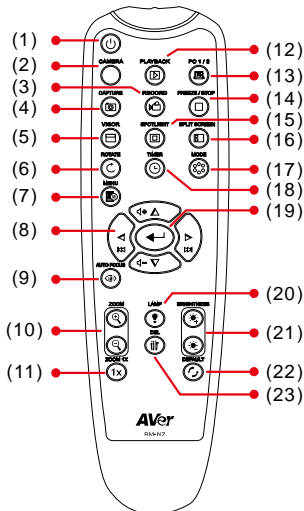 (1)
(2)
(3)
(4)
(5)
(6)
(7)
(8)
(9)
(10)
(11)
CAMERA
PLAYBACK
PC 1 / 2
CAPTURE
RECORD
FREEZE / STOP
VISOR
SPOTLIGHT
SPLIT SCREEN
ROTATE
TIMER
MODE
MENU
AUTO FOCUS
ZOOM
LAMP
BRIGHTNESS
DEL
ZOOM 1X
1x
DEFAULT
AVer
RM-N7
(12)
(13)
(14)
(15)
(16)
(17)
(18)
(19)
(20)
(21)
(22)
(23)